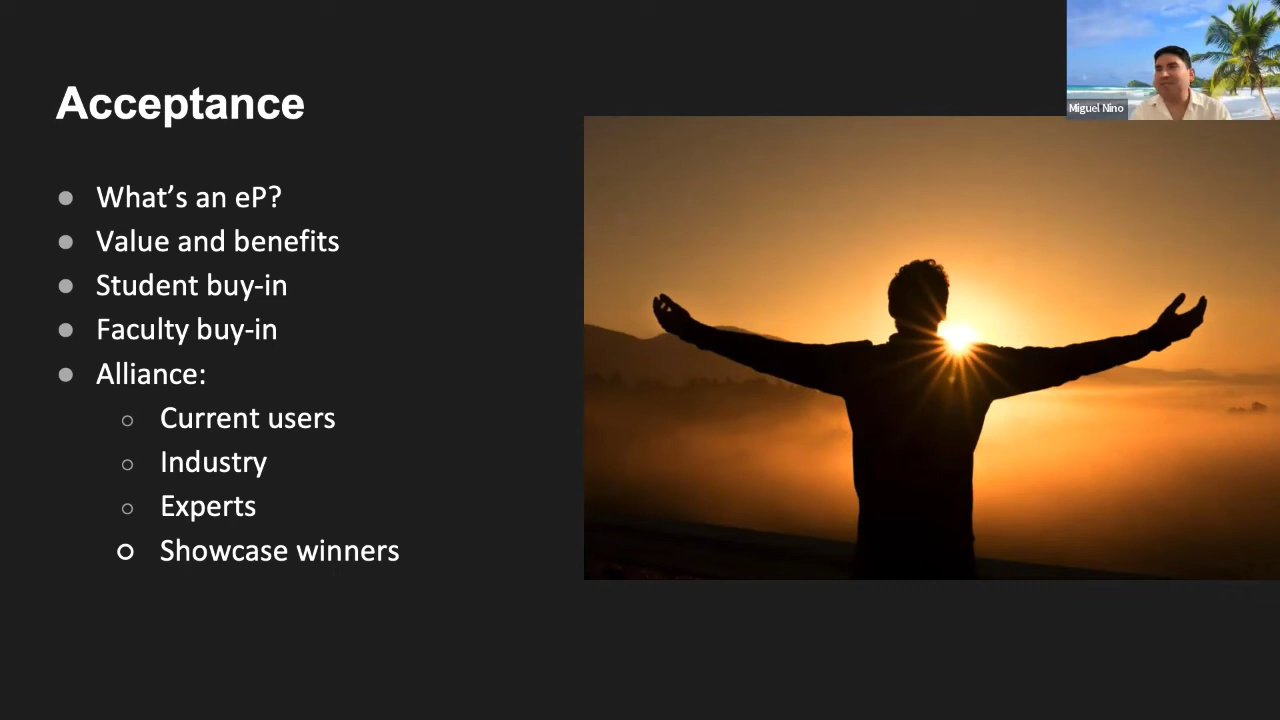 Acceptance
What's an eP?
Value and benefits
Student buy-in
Faculty buy-in
Alliance:
Current users
Industry
Experts
Showcase winners
Miguel Nino